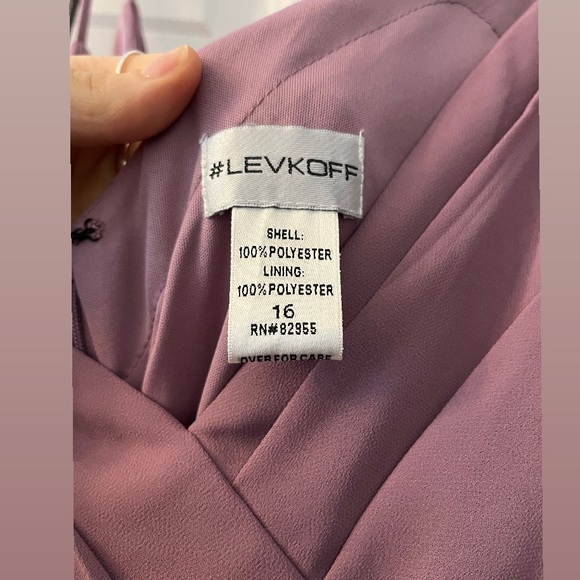 #LEVKOFF
SHELL:
100% POLYESTER
LINING:
100% POLYESTER
16
RN#82955
OVER FOR CARE